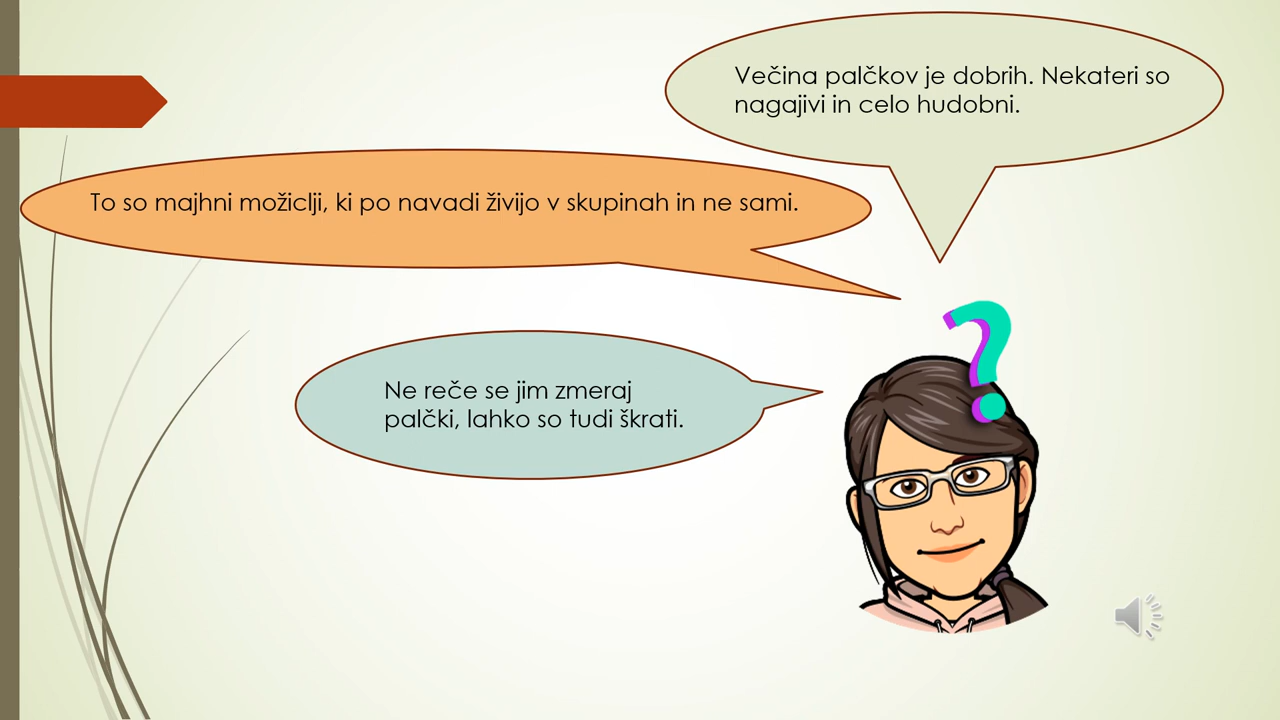 Večina palčkov je dobrih. Nekateri so
nagajivi in celo hudobni.
To so majhni možiclji, ki po navadi živijo v skupinah in ne sami.
Ne reče se jim zmeraj
palčki, lahko so tudi škrati.
?